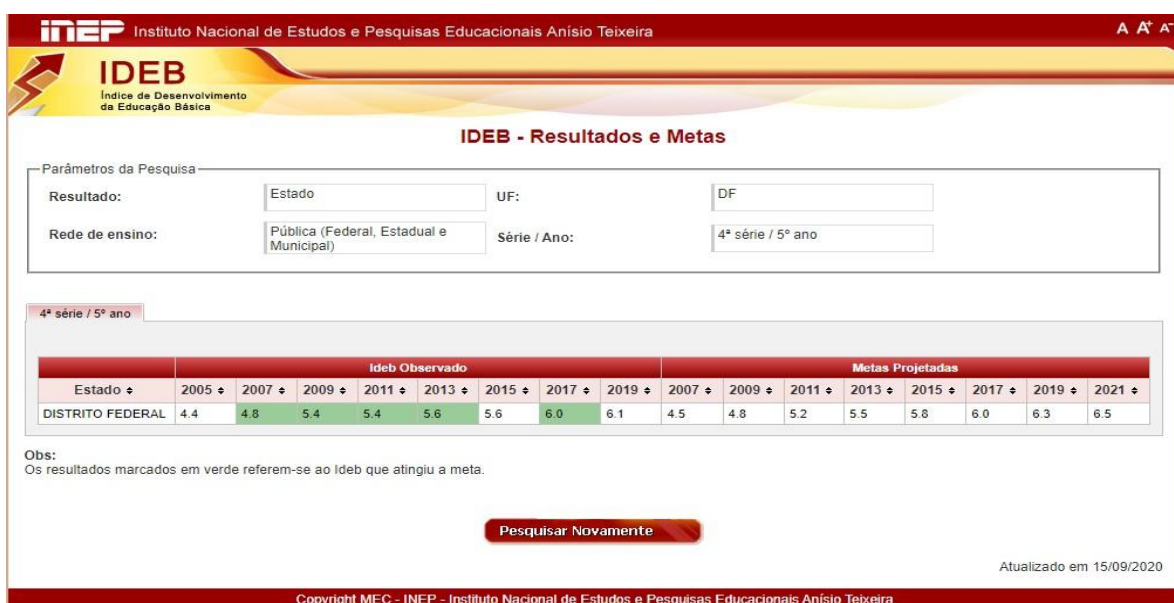 inep Instituto Nacional de Estudos e Pesquisas Educacionais Anísio Teixeira A A+ A-
IDEB
Índice de Desenvolvimento
da Educação Básica
IDEB - Resultados e Metas
Parâmetros da Pesquisa
Resultado: Estado UF: DF
Rede de ensino: Pública (Federal, Estadual e Municipal) Série / Ano: 4ª série / 5º ano
4ª série / 5º ano
Ideb Observado Metas Projetadas
Estado 2005 2007 2009 2011 2013 2015 2017 2019 2007 2009 2011 2013 2015 2017 2019 2021
DISTRITO FEDERAL 4.4 4.8 5.4 5.4 5.6 5.6 6.0 6.1 4.5 4.8 5.2 5.5 5.8 6.0 6.3 6.5
Obs:
Os resultados marcados em verde referem-se ao Ideb que atingiu a meta.
Pesquisar Novamente
Atualizado em 15/09/2020
Copyright MEC - INEP - Instituto Nacional de Estudos e Pesquisas Educacionais Anísio Teixeira